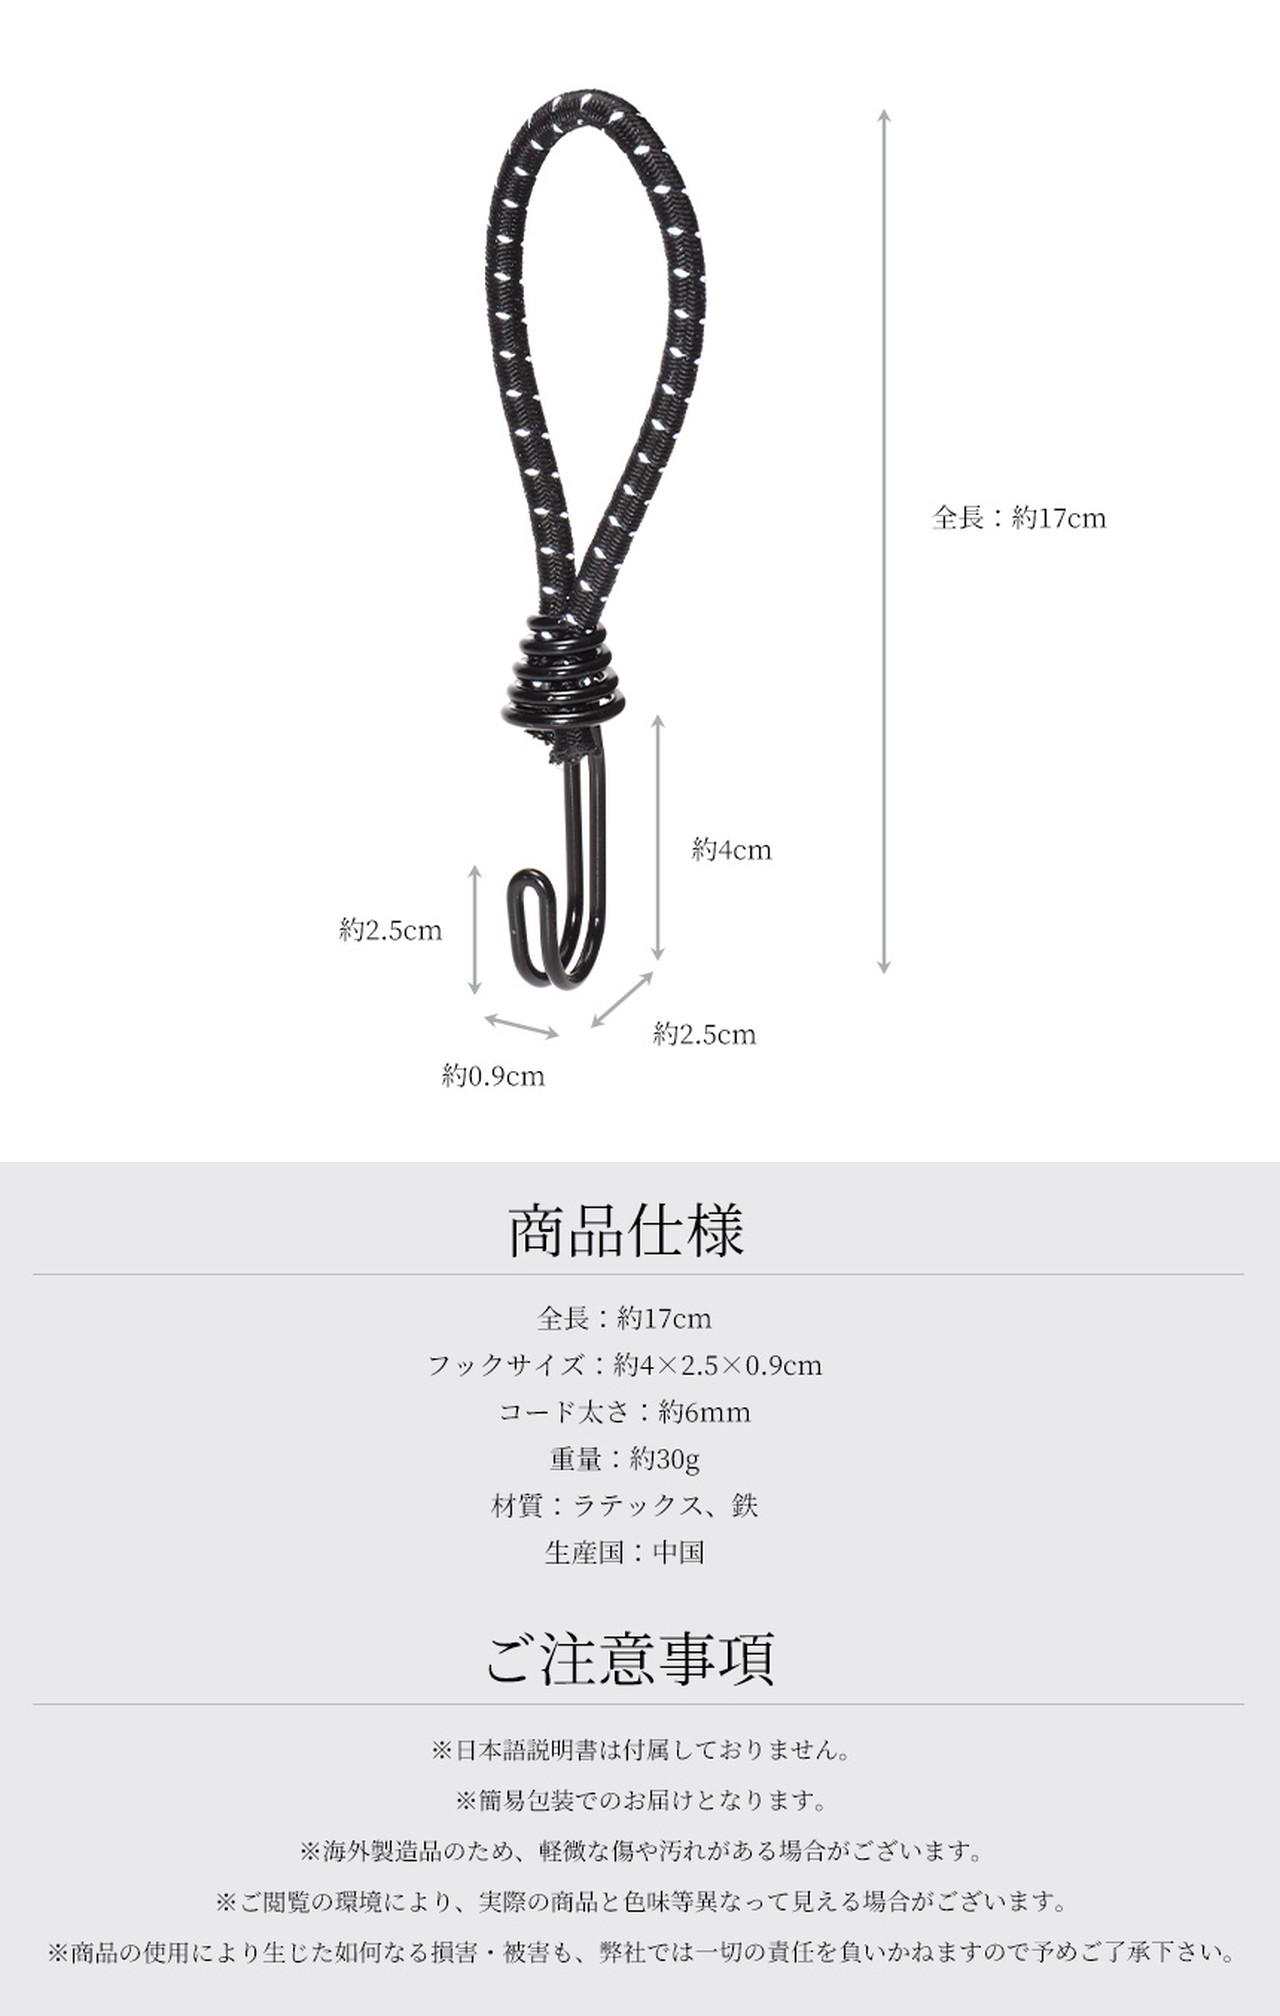 全長：約17cm
約4cm
約2.5cm
約2.5cm
約0.9cm
商品仕様
全長：約17cm
フックサイズ：約4×2.5×0.9cm
コード太さ：約6mm
重量：約30g
材質：ラテックス、鉄
生産国：中国
ご注意事項
※日本語説明書は付属しておりません。
※簡易包装でのお届けとなります。
※海外製造品のため、軽微な傷や汚れがある場合がございます。
※ご閲覧の環境により、実際の商品と色味等異なって見える場合がございます。
※商品の使用により生じた如何なる損害・被害も、弊社では一切の責任を負いかねますので予めご了承下さい。